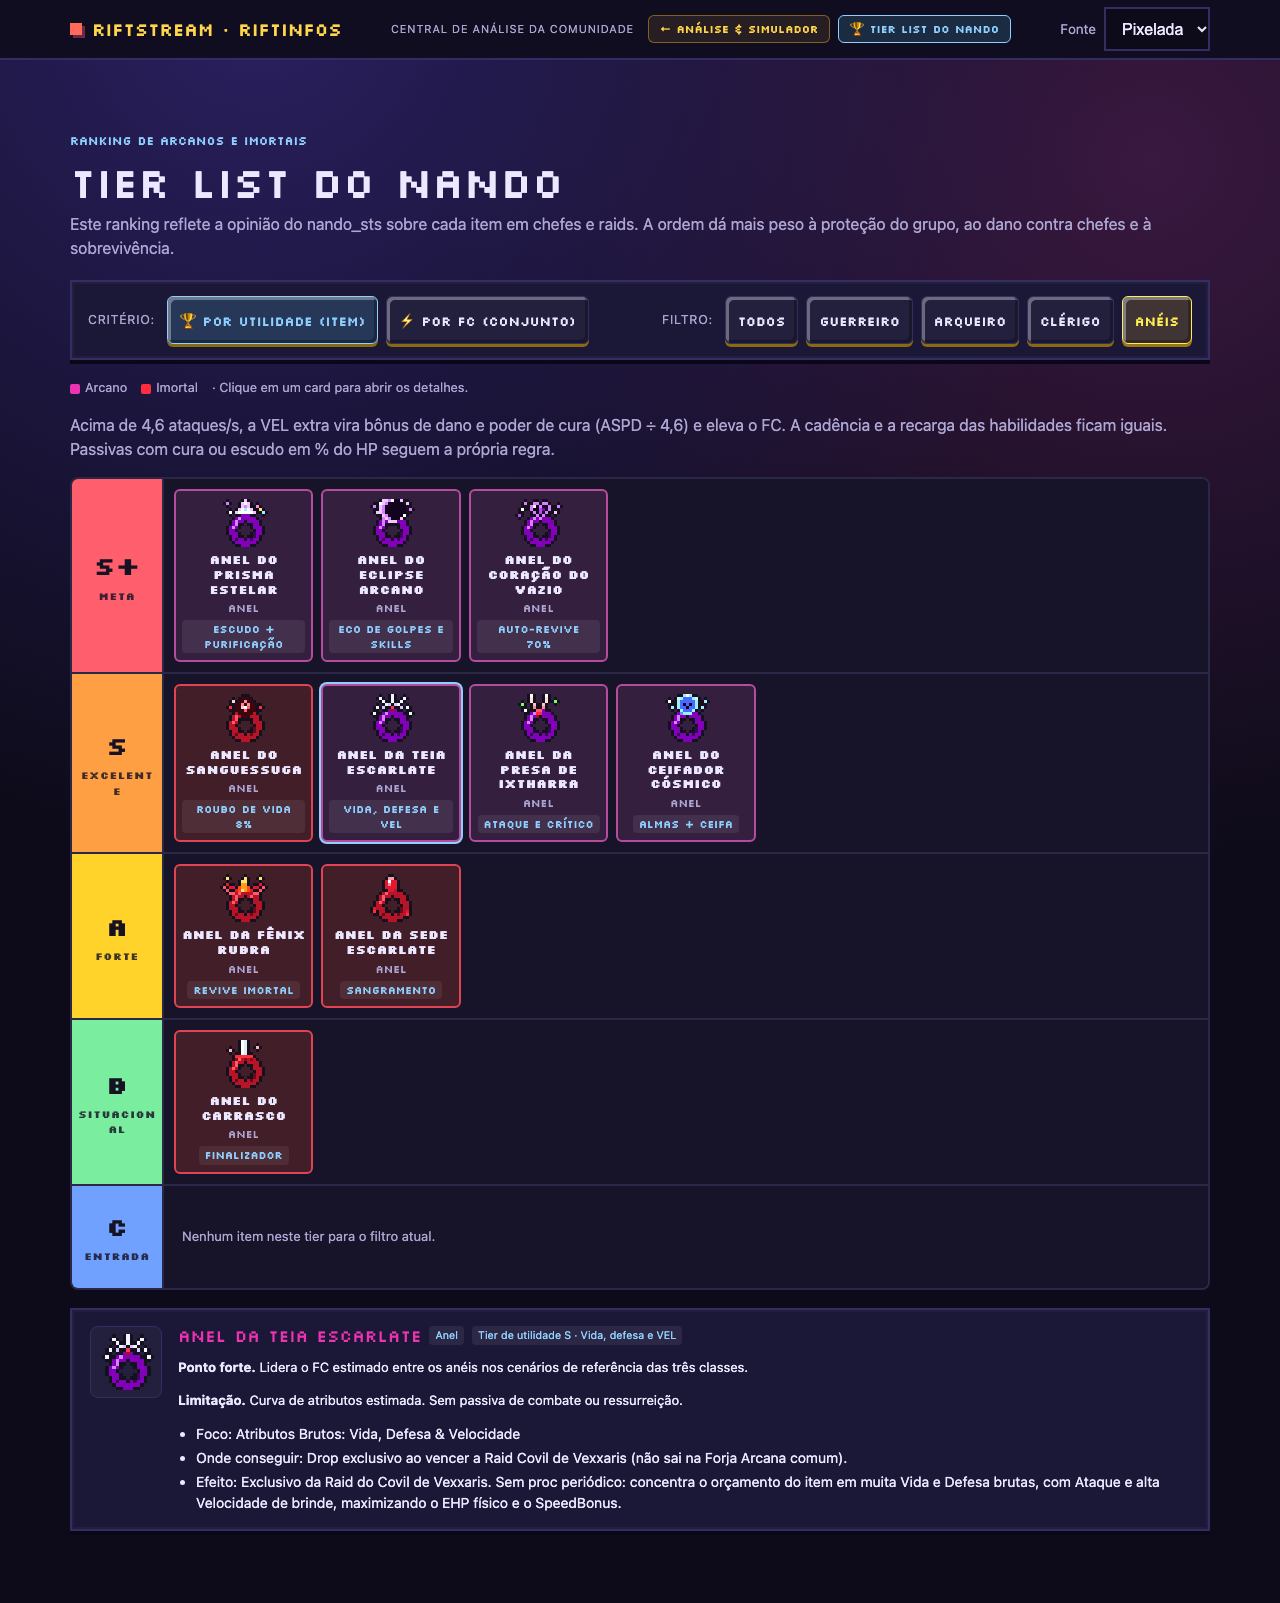 RIFTSTREAM · RIFTINFOS
CENTRAL DE ANÁLISE DA COMUNIDADE
← ANÁLISE & SIMULADOR
🏆 TIER LIST DO NANDO
Fonte
Pixelada
RANKING DE ARCANOS E IMORTAIS
TIER LIST DO NANDO
Este ranking reflete a opinião do nando_sts sobre cada item em chefes e raids. A ordem dá mais peso à proteção do grupo, ao dano contra chefes e à
sobrevivência.
CRITÉRIO:
🏆 POR UTILIDADE (ITEM)
⚡ POR FC (CONJUNTO)
FILTRO:
TODOS
GUERREIRO
ARQUEIRO
CLÉRIGO
ANÉIS
Arcano
Imortal
· Clique em um card para abrir os detalhes.
Acima de 4,6 ataques/s, a VEL extra vira bônus de dano e poder de cura (ASPD ÷ 4,6) e eleva o FC. A cadência e a recarga das habilidades ficam iguais.
Passivas com cura ou escudo em % do HP seguem a própria regra.
S+
META
ANEL DO
PRISMA
ESTELAR
ANEL
ESCUDO +
PURIFICAÇÃO
ANEL DO
ECLIPSE
ARCANO
ANEL
ECO DE GOLPES E
SKILLS
ANEL DO
CORAÇÃO DO
VAZIO
ANEL
AUTO-REVIVE
70%
S
EXCELENT
E
ANEL DO
SANGUESSUGA
ANEL
ROUBO DE VIDA
8%
ANEL DA TEIA
ESCARLATE
ANEL
VIDA, DEFESA E
VEL
ANEL DA
PRESA DE
IXTHARRA
ANEL
ATAQUE E CRÍTICO
ANEL DO
CEIFADOR
CÓSMICO
ANEL
ALMAS + CEIFA
A
FORTE
ANEL DA FÊNIX
RUBRA
ANEL
REVIVE IMORTAL
ANEL DA SEDE
ESCARLATE
ANEL
SANGRAMENTO
B
SITUACION
AL
ANEL DO
CARRASCO
ANEL
FINALIZADOR
C
ENTRADA
Nenhum item neste tier para o filtro atual.
ANEL DA TEIA ESCARLATE
Anel
Tier de utilidade S · Vida, defesa e VEL
Ponto forte. Lidera o FC estimado entre os anéis nos cenários de referência das três classes.
Limitação. Curva de atributos estimada. Sem passiva de combate ou ressurreição.
• Foco: Atributos Brutos: Vida, Defesa & Velocidade
• Onde conseguir: Drop exclusivo ao vencer a Raid Covil de Vexxaris (não sai na Forja Arcana comum).
• Efeito: Exclusivo da Raid do Covil de Vexxaris. Sem proc periódico: concentra o orçamento do item em muita Vida e Defesa brutas, com Ataque e alta
Velocidade de brinde, maximizando o EHP físico e o SpeedBonus.